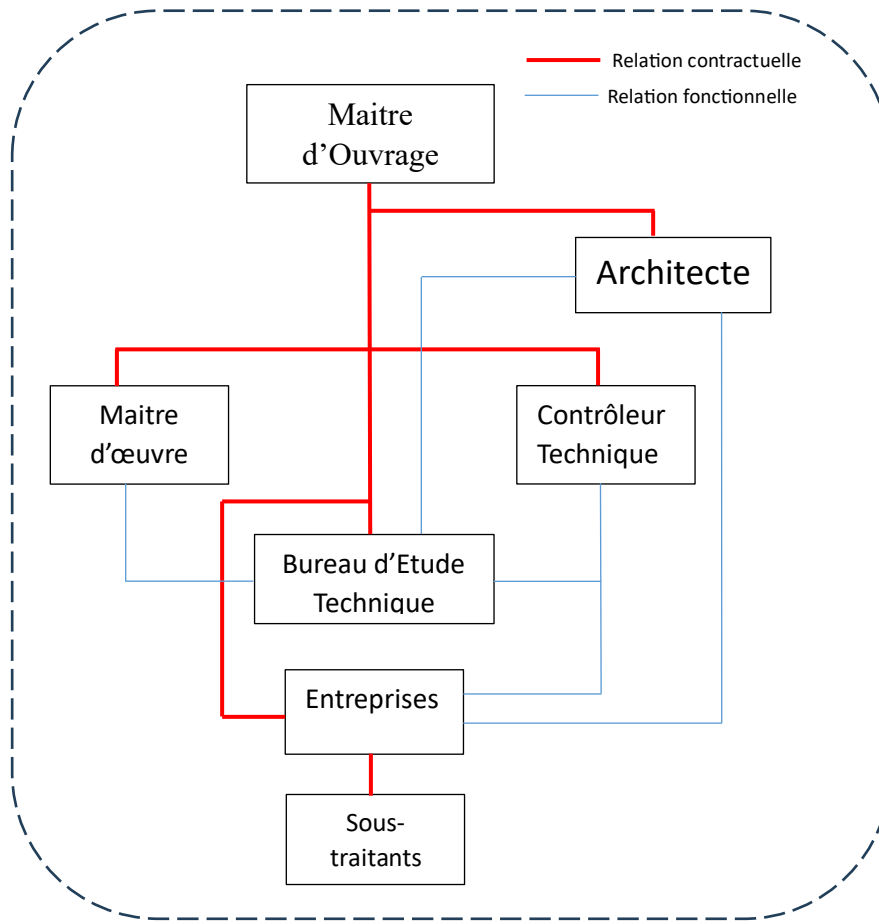 Relation contractuelle
Relation fonctionnelle
Maitre
d’Ouvrage
Architecte
Maitre
d’œuvre
Contrôleur
Technique
Bureau d’Etude
Technique
Entreprises
Sous-
traitants